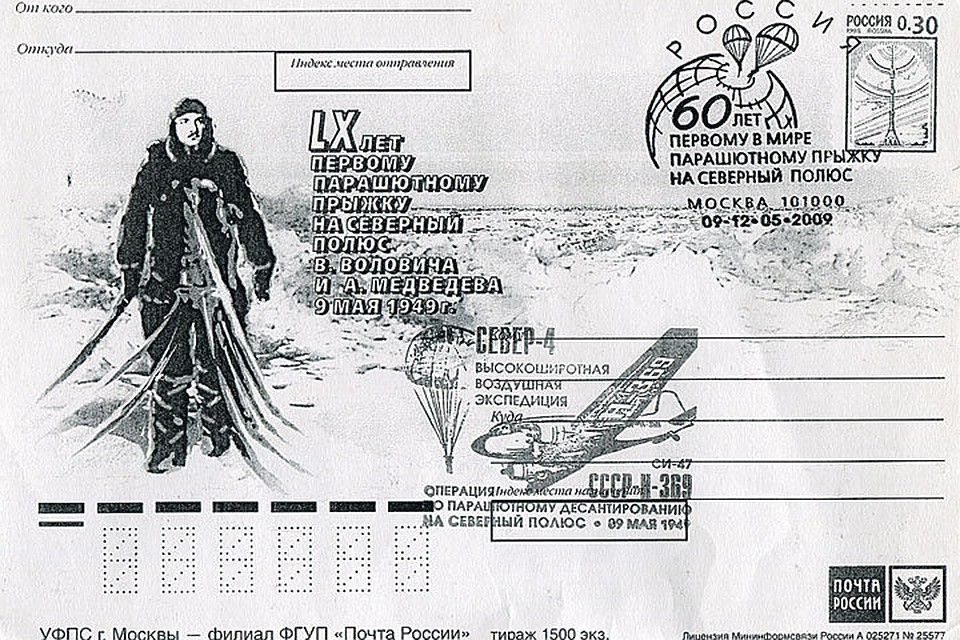 От кого
Откуда
Индекс места отправления
LX ЛЕТ
ПЕРВОМУ
ПАРАШЮТНОМУ
ПРЫЖКУ
НА СЕВЕРНЫЙ
ПОЛЮС
В. ВОЛОВИЧА
И А. МЕДВЕДЕВА
9 МАЯ 1949 г.
РОССИЯ
60 ЛЕТ
ПЕРВОМУ В МИРЕ
ПАРАШЮТНОМУ ПРЫЖКУ
НА СЕВЕРНЫЙ ПОЛЮС
МОСКВА 101000
09-12•05•2009
РОССИЯ 0.30
СЕВЕР-4
ВЫСОКОШИРОТНАЯ
ВОЗДУШНАЯ
ЭКСПЕДИЦИЯ
Куда
СИ-47
СССР-Н-369
ОПЕРАЦИЯ
Индекс места
ПО ПАРАШЮТНОМУ ДЕСАНТИРОВАНИЮ
НА СЕВЕРНЫЙ ПОЛЮС • 09 МАЯ 1949
ПОЧТА
РОССИИ
УФПС г. Москвы — филиал ФГУП «Почта России» тираж 1500 экз.
Лицензия Мининформсвязи России А 025271 № 25577